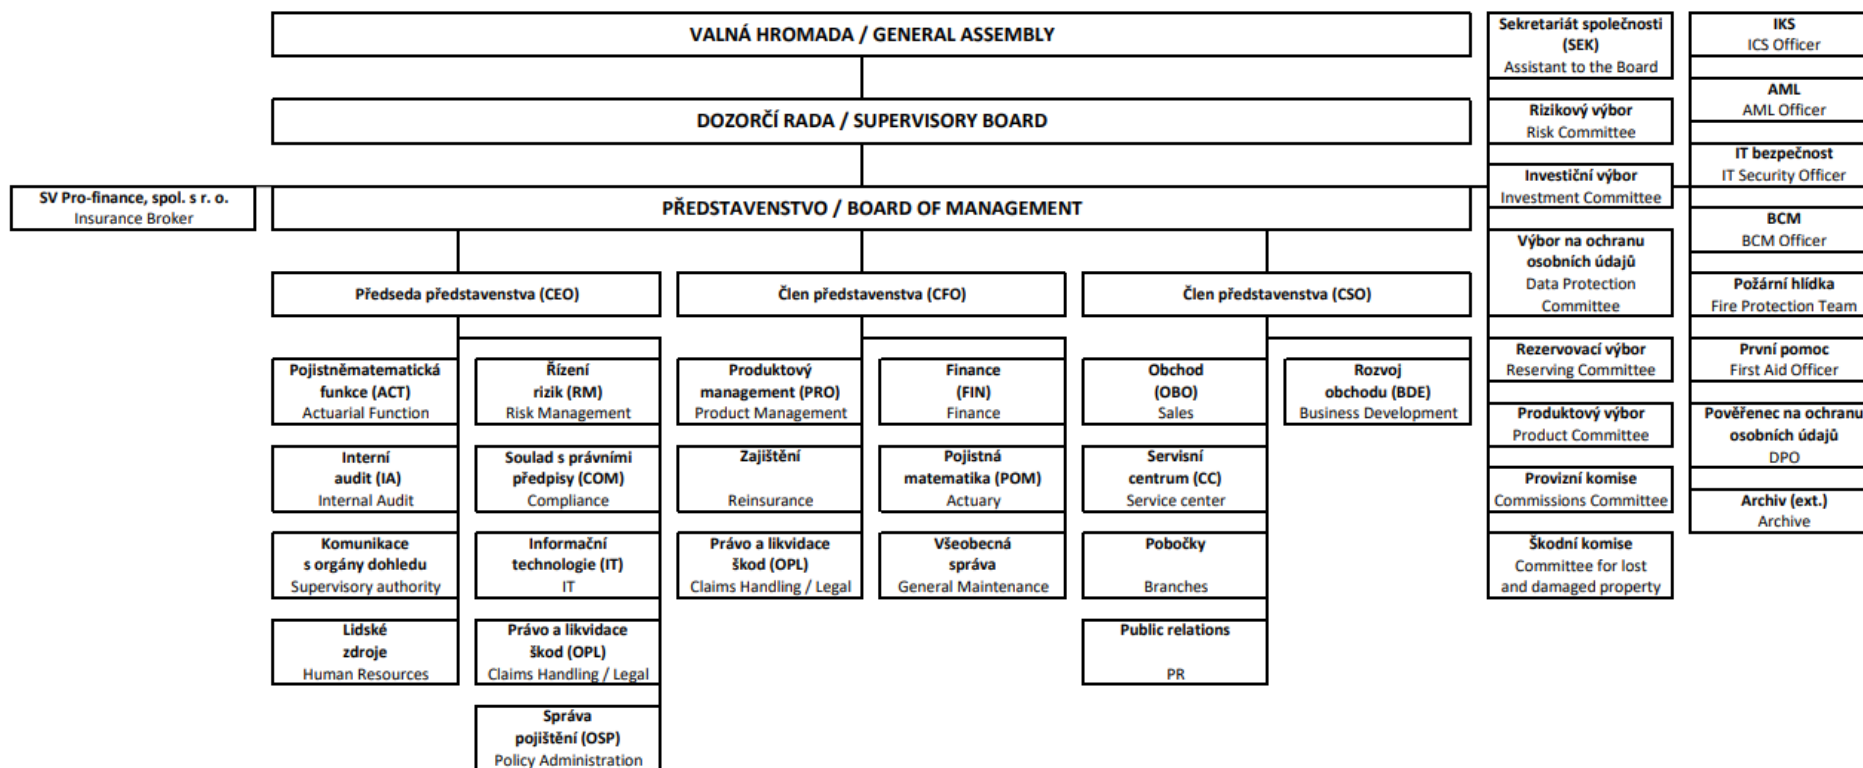 VALNÁ HROMADA / GENERAL ASSEMBLY
DOZORČÍ RADA / SUPERVISORY BOARD
SV Pro-finance, spol. s r. o.
Insurance Broker
PŘEDSTAVENSTVO / BOARD OF MANAGEMENT
Předseda představenstva (CEO)
Člen představenstva (CFO)
Člen představenstva (CSO)
Pojistněmatematická
funkce (ACT)
Actuarial Function
Řízení
rizik (RM)
Risk Management
Produktový
management (PRO)
Product Management
Finance
(FIN)
Finance
Obchod
(OBO)
Sales
Rozvoj
obchodu (BDE)
Business Development
Interní
audit (IA)
Internal Audit
Soulad s právními
předpisy (COM)
Compliance
Zajištění
Reinsurance
Pojistná
matematika (POM)
Actuary
Servisní
centrum (CC)
Service center
Komunikace
s orgány dohledu
Supervisory authority
Informační
technologie (IT)
IT
Právo a likvidace
škod (OPL)
Claims Handling / Legal
Všeobecná
správa
General Maintenance
Pobočky
Branches
Lidské
zdroje
Human Resources
Právo a likvidace
škod (OPL)
Claims Handling / Legal
Public relations
PR
Správa
pojištění (OSP)
Policy Administration
Sekretariát společnosti
(SEK)
Assistant to the Board
Rizikový výbor
Risk Committee
Investiční výbor
Investment Committee
Výbor na ochranu
osobních údajů
Data Protection
Committee
Rezervovací výbor
Reserving Committee
Produktový výbor
Product Committee
Provizní komise
Commissions Committee
Škodní komise
Committee for lost
and damaged property
IKS
ICS Officer
AML
AML Officer
IT bezpečnost
IT Security Officer
BCM
BCM Officer
Požární hlídka
Fire Protection Team
První pomoc
First Aid Officer
Pověřenec na ochranu
osobních údajů
DPO
Archiv (ext.)
Archive